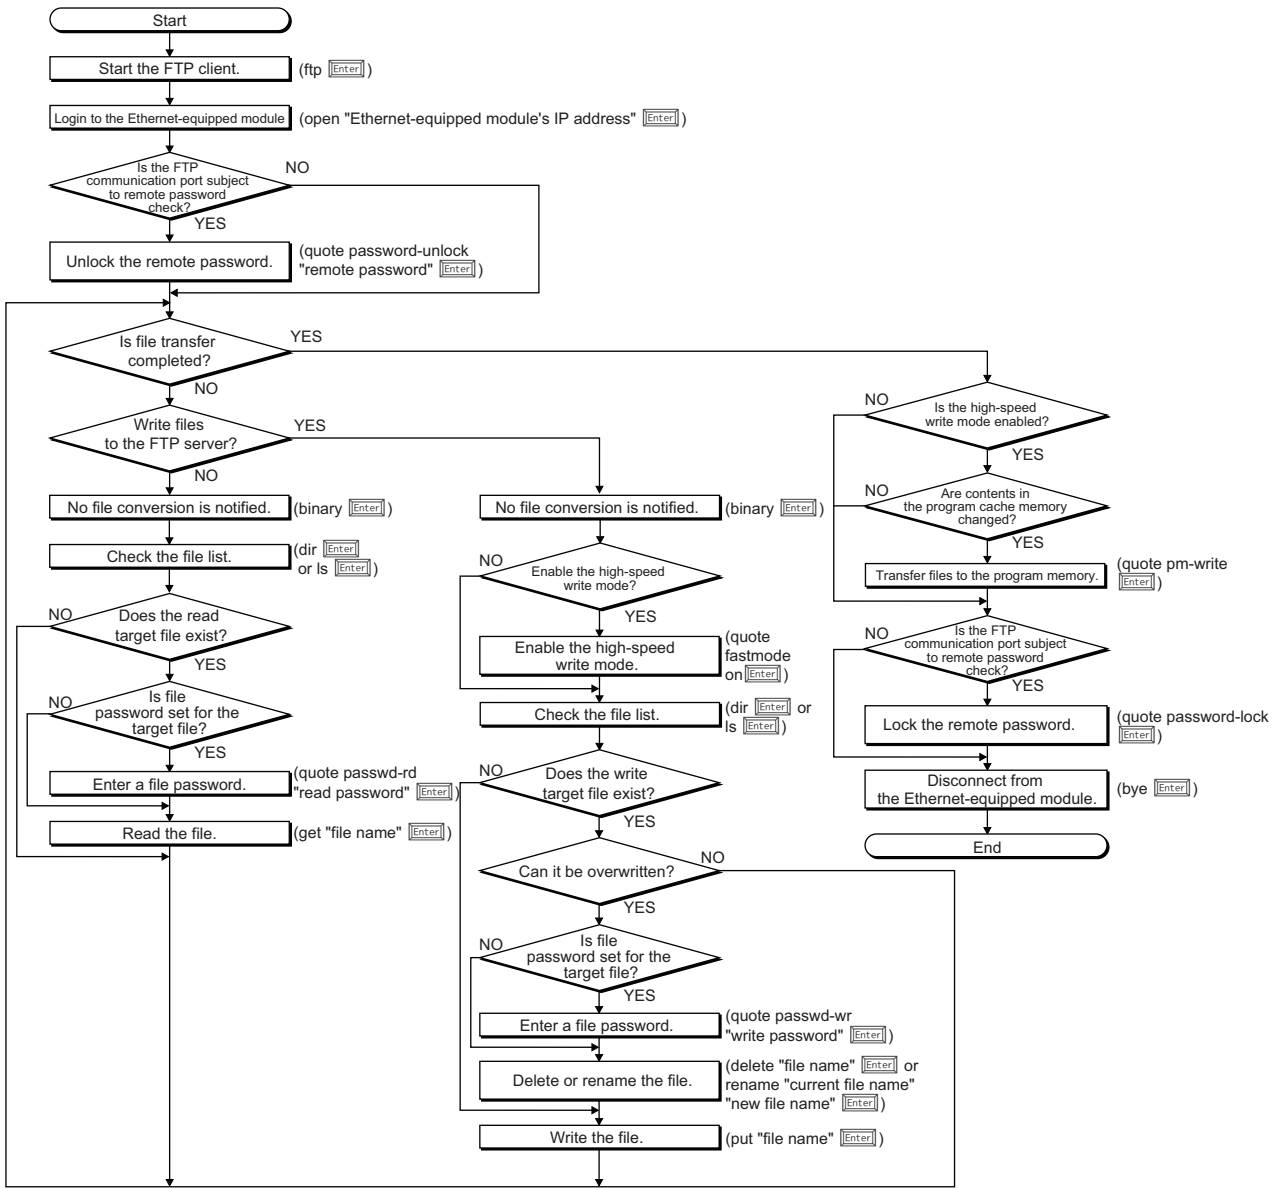 Start
Start the FTP client.
(ftp Enter)
Login to the Ethernet-equipped module
(open "Ethernet-equipped module's IP address" Enter)
Is the FTP
communication port subject
to remote password
check?
NO
YES
Unlock the remote password.
(quote password-unlock
"remote password" Enter)
Is file transfer
completed?
YES
NO
Write files
to the FTP server?
YES
NO
No file conversion is notified.
(binary Enter)
Check the file list.
(dir Enter
or ls Enter)
NO
Does the read
target file exist?
YES
NO
Is file
password set for the
target file?
YES
Enter a file password.
(quote passwd-rd
"read password" Enter)
Read the file.
(get "file name" Enter)
No file conversion is notified.
(binary Enter)
NO
Enable the high-speed
write mode?
YES
Enable the high-speed
write mode.
(quote
fastmode
on Enter)
Check the file list.
(dir Enter or
ls Enter)
NO
Does the write
target file exist?
YES
Can it be overwritten?
NO
YES
NO
Is file
password set for the
target file?
YES
Enter a file password.
(quote passwd-wr
"write password" Enter)
Delete or rename the file.
(delete "file name" Enter or
rename "current file name"
"new file name" Enter)
Write the file.
(put "file name" Enter)
NO
Is the high-speed
write mode enabled?
YES
NO
Are contents in
the program cache memory
changed?
YES
Transfer files to the program memory.
(quote pm-write
Enter)
NO
Is the FTP
communication port subject
to remote password
check?
YES
Lock the remote password.
(quote password-lock
Enter)
Disconnect from
the Ethernet-equipped module.
(bye Enter)
End